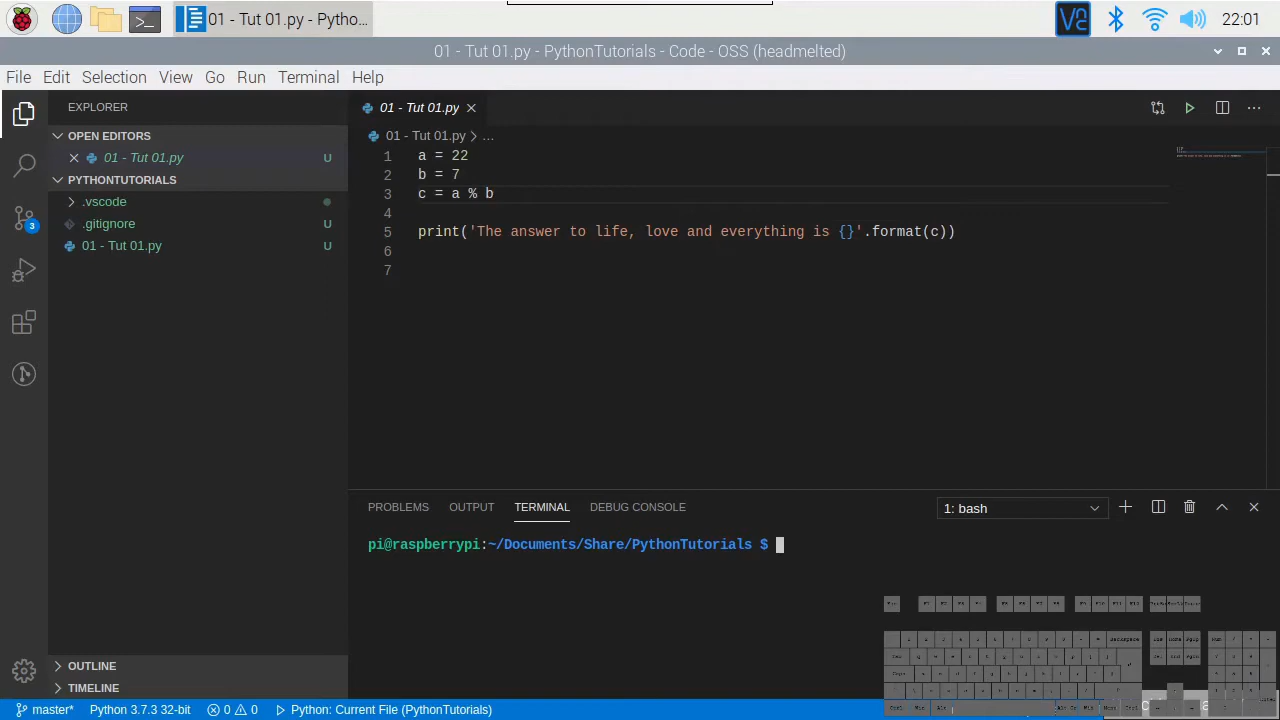 01 - Tut 01.py - Pytho...
22:01
01 - Tut 01.py - PythonTutorials - Code - OSS (headmelted)
File Edit Selection View Go Run Terminal Help
EXPLORER
OPEN EDITORS
01 - Tut 01.py U
PYTHONTUTORIALS
.vscode
.gitignore U
01 - Tut 01.py U
3
OUTLINE
TIMELINE
01 - Tut 01.py
01 - Tut 01.py > ...
1 a = 22
2 b = 7
3 c = a % b
4
5 print('The answer to life, love and everything is {}'.format(c))
6
7
PROBLEMS OUTPUT TERMINAL DEBUG CONSOLE
1: bash
pi@raspberrypi:~/Documents/Share/PythonTutorials $
master* Python 3.7.3 32-bit 0 0 Python: Current File (PythonTutorials)